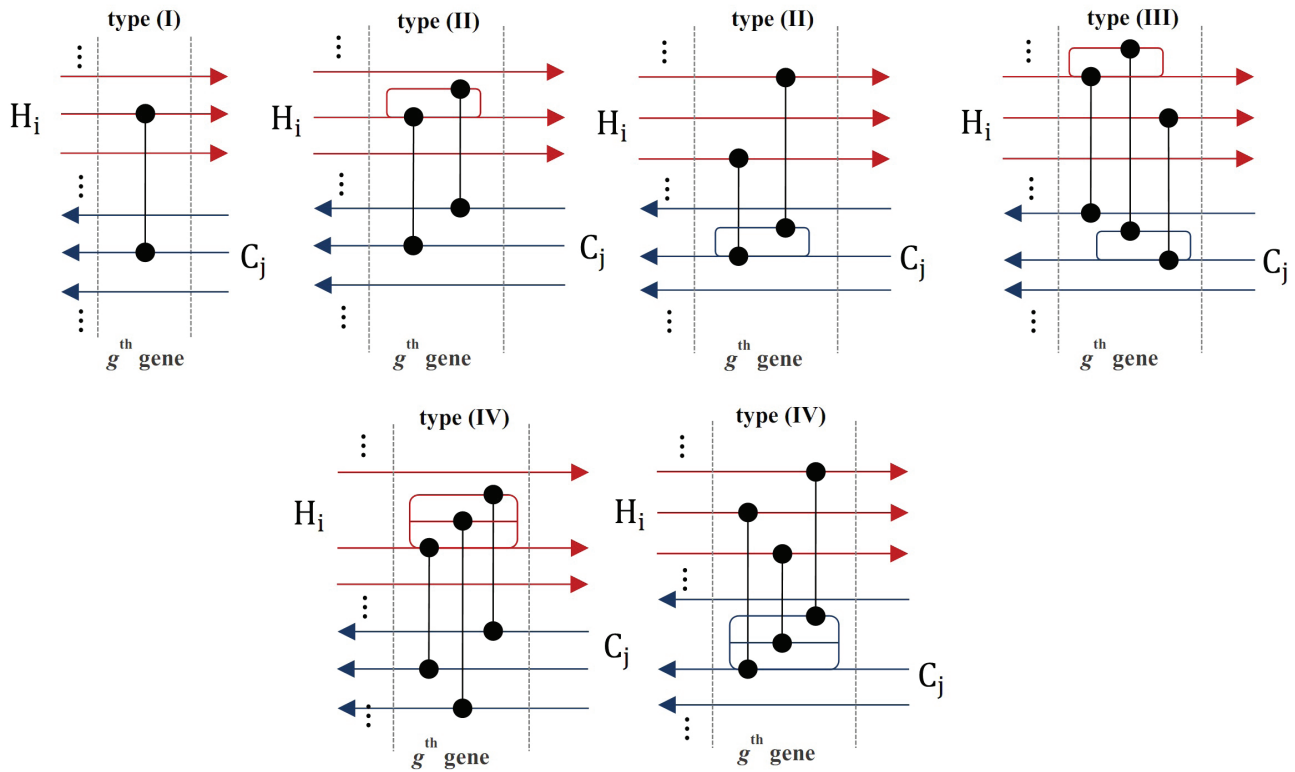 type (I)
type (II)
type (II)
type (III)
Hi
Hi
Hi
Hi
Cj
Cj
Cj
Cj
gth gene
gth gene
gth gene
gth gene
type (IV)
type (IV)
Hi
Hi
Cj
Cj
gth gene
gth gene